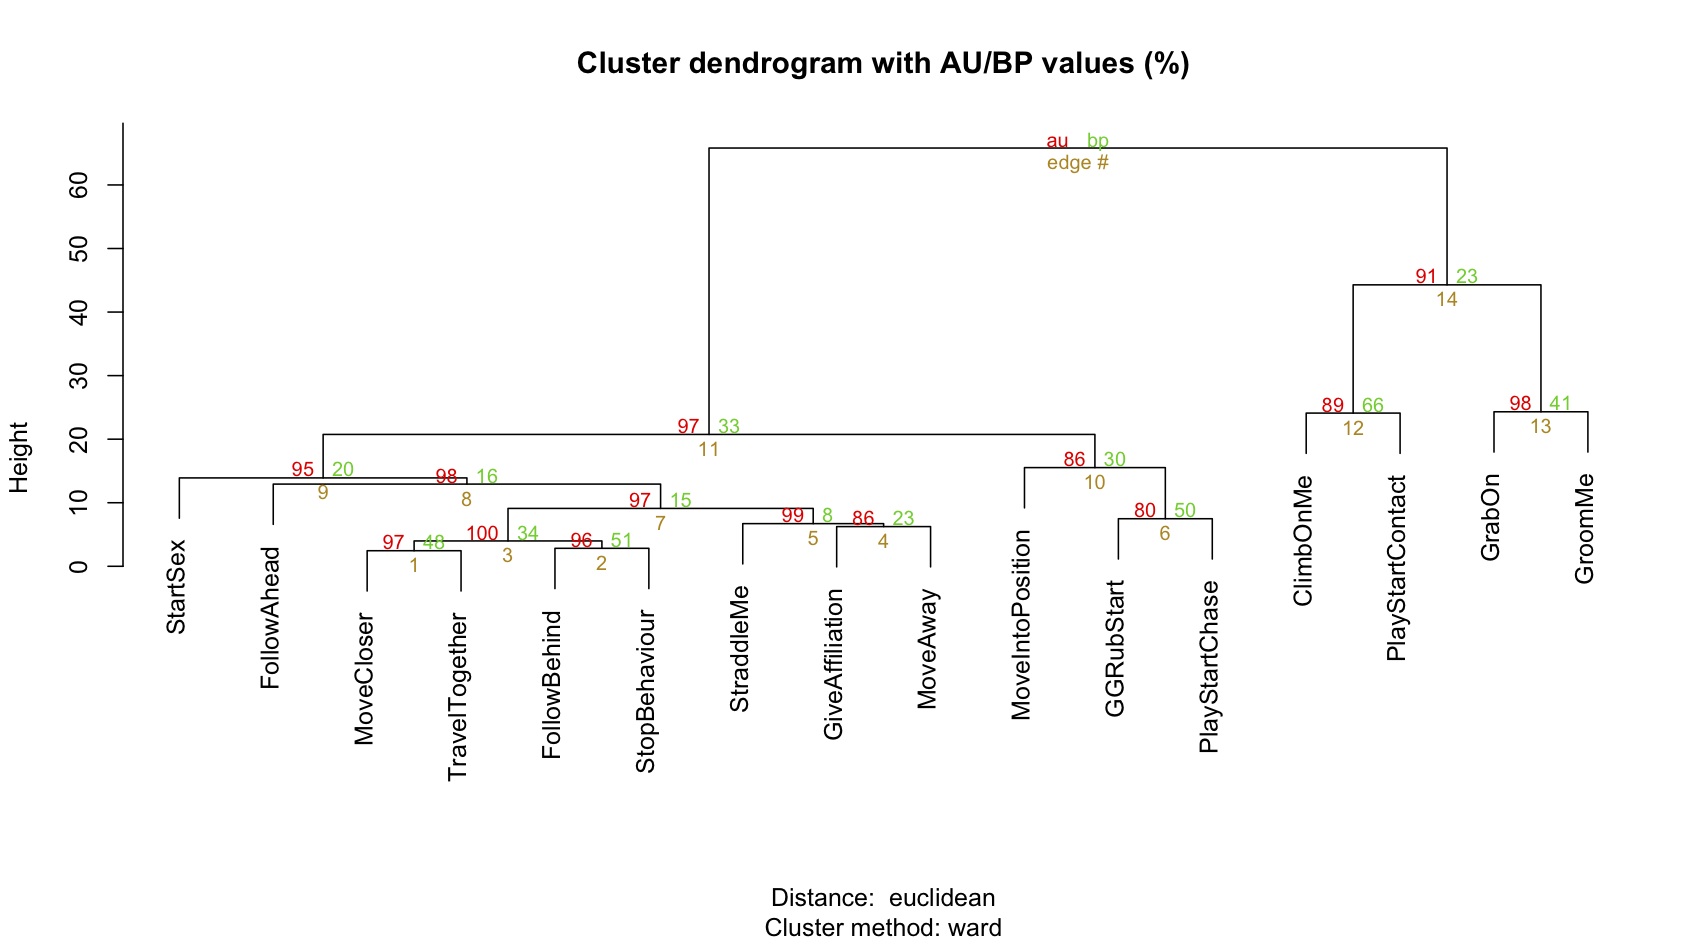 Cluster dendrogram with AU/BP values (%)
au bp
edge #
60
50
40
30
20
10
0
Height
91 23
14
89 66
12
98 41
13
97 33
11
95 20
9
98 16
8
86 30
10
97 15
7
80 50
6
99 8
5
86 23
4
100 34
3
97 48
1
96 51
2
StartSex
FollowAhead
MoveCloser
TravelTogether
FollowBehind
StopBehaviour
StraddleMe
GiveAffiliation
MoveAway
MoveIntoPosition
GGRubStart
PlayStartChase
ClimbOnMe
PlayStartContact
GrabOn
GroomMe
Distance: euclidean
Cluster method: ward